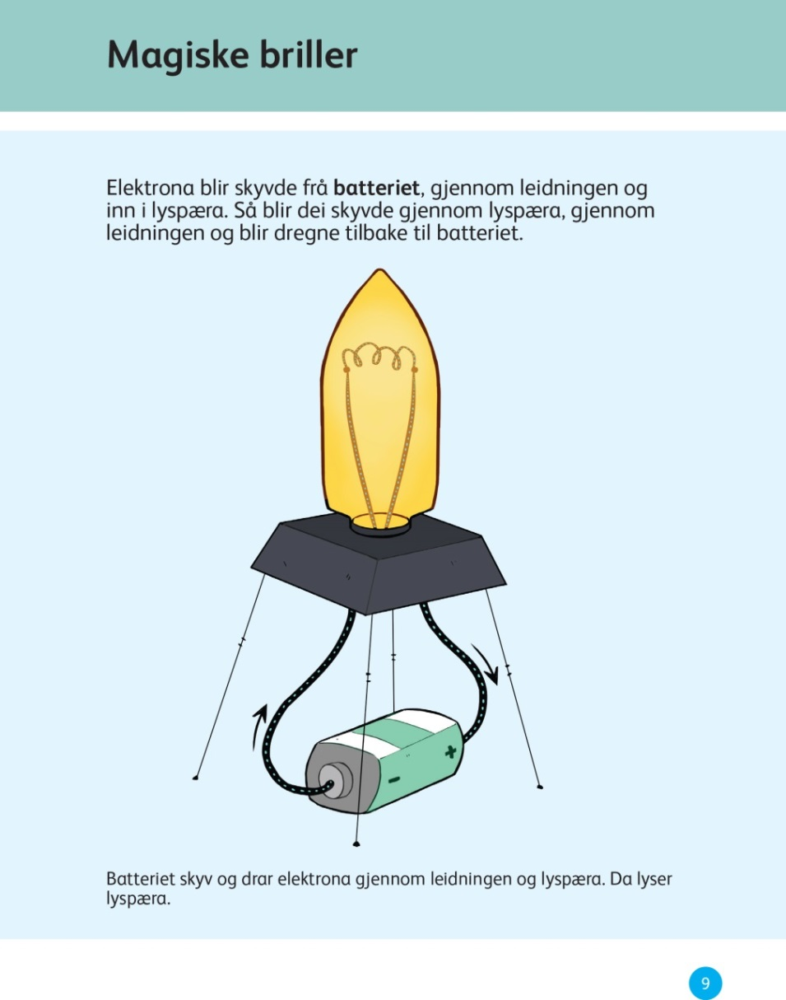 Magiske briller
Elektrona blir skyvde frå batteriet, gjennom leidningen og
inn i lyspæra. Så blir dei skyvde gjennom lyspæra, gjennom
leidningen og blir dregne tilbake til batteriet.
+
-
Batteriet skyv og drar elektrona gjennom leidningen og lyspæra. Da lyser
lyspæra.
9